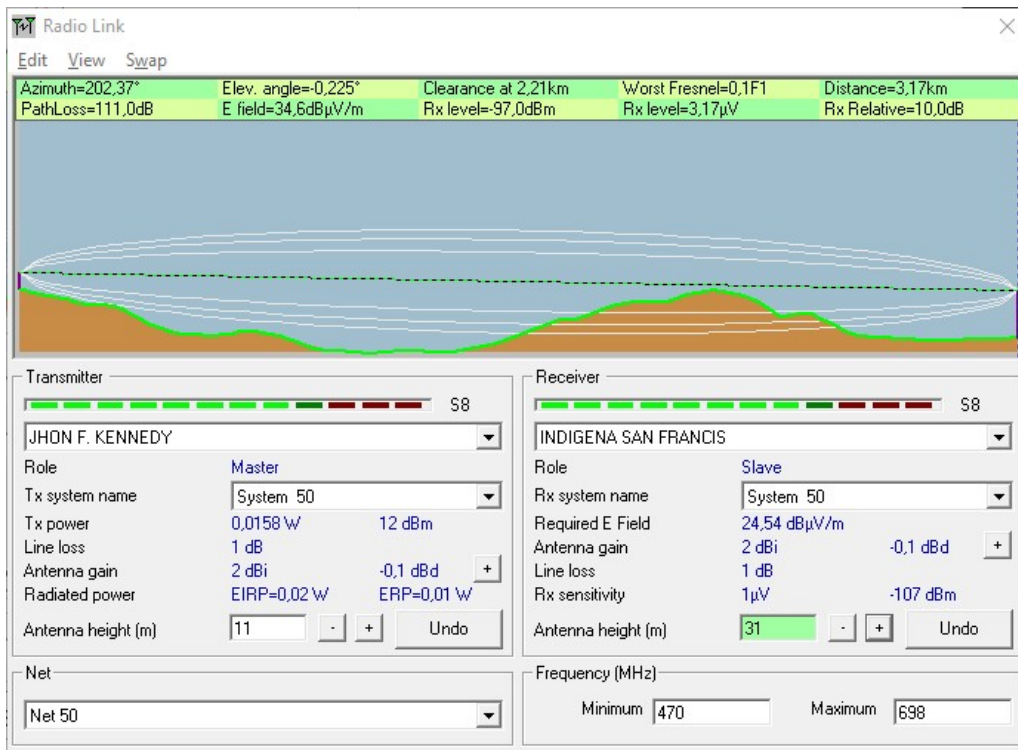 Radio Link
Edit View Swap
Azimuth=202,37° Elev. angle=-0,225° Clearance at 2,21km Worst Fresnel=0,1F1 Distance=3,17km
PathLoss=111,0dB E field=34,6dBµV/m Rx level=-97,0dBm Rx level=3,17µV Rx Relative=10,0dB
Transmitter
S8
JHON F. KENNEDY
Role Master
Tx system name System 50
Tx power 0,0158 W 12 dBm
Line loss 1 dB
Antenna gain 2 dBi -0,1 dBd +
Radiated power EIRP=0,02 W ERP=0,01 W
Antenna height (m) 11 - + Undo
Net
Net 50
Receiver
S8
INDIGENA SAN FRANCIS
Role Slave
Rx system name System 50
Required E Field 24,54 dBµV/m
Antenna gain 2 dBi -0,1 dBd +
Line loss 1 dB
Rx sensitivity 1µV -107 dBm
Antenna height (m) 31 - + Undo
Frequency (MHz)
Minimum 470 Maximum 698